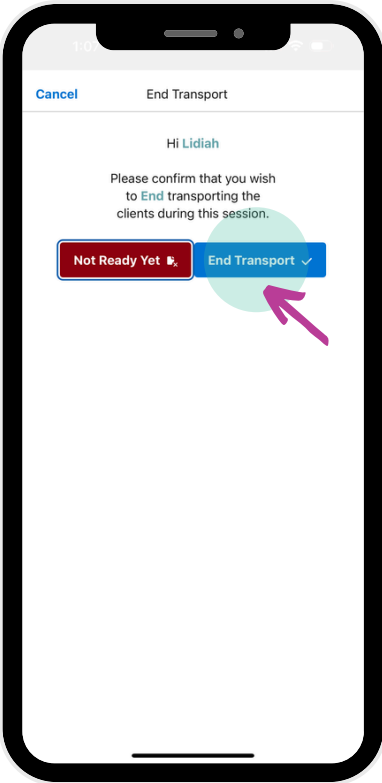 Cancel End Transport
Hi Lidiah
Please confirm that you wish
to End transporting the
clients during this session.
Not Ready Yet End Transport